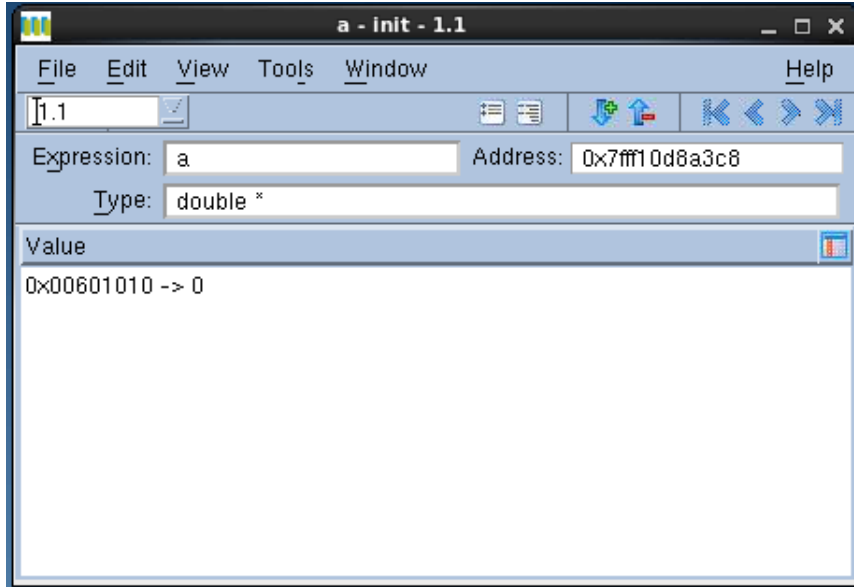 a - init - 1.1
File Edit View Tools Window Help
1.1
Expression: a Address: 0x7fff10d8a3c8
Type: double *
Value
0x00601010 -> 0